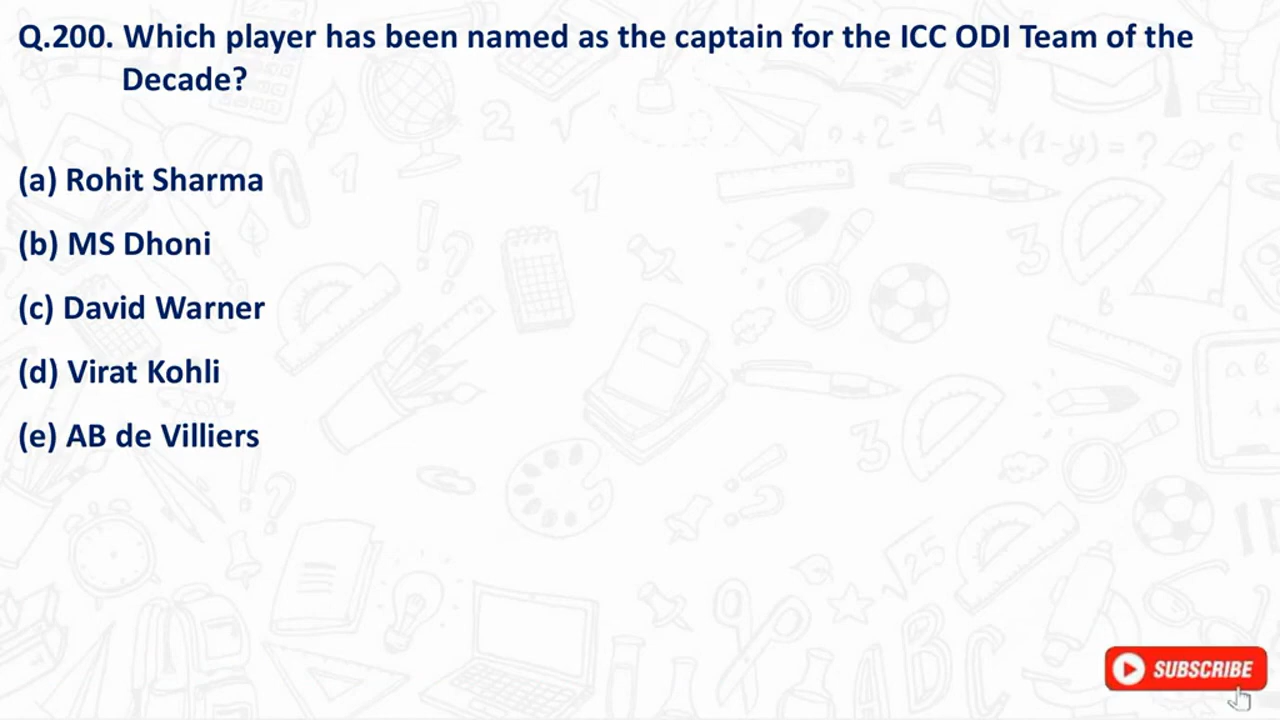 Q.200. Which player has been named as the captain for the ICC ODI Team of the
Decade?
(a) Rohit Sharma
(b) MS Dhoni
(c) David Warner
(d) Virat Kohli
(e) AB de Villiers
SUBSCRIBE